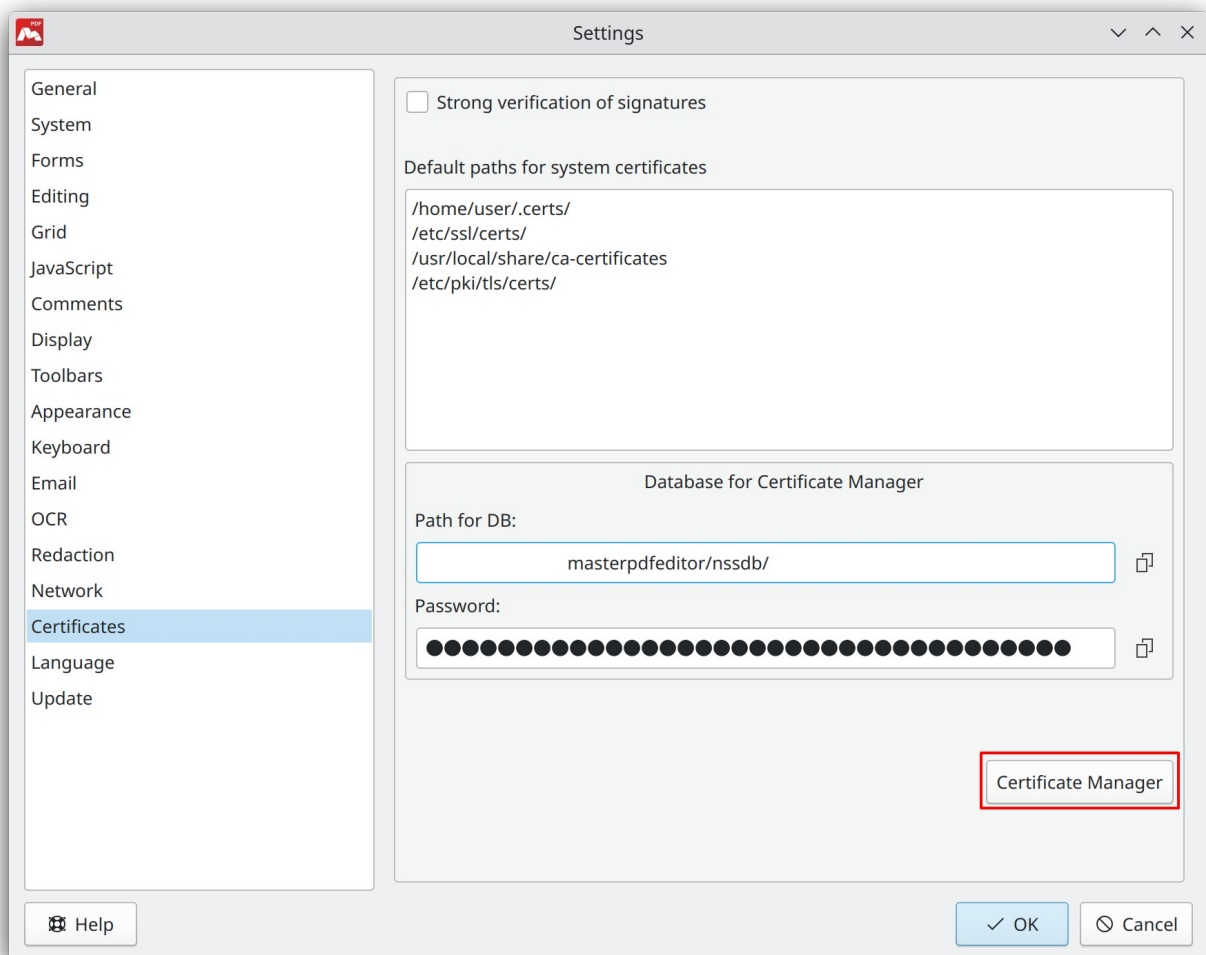 PDF
Settings
General
System
Forms
Editing
Grid
JavaScript
Comments
Display
Toolbars
Appearance
Keyboard
Email
OCR
Redaction
Network
Certificates
Language
Update
Strong verification of signatures
Default paths for system certificates
/home/user/.certs/
/etc/ssl/certs/
/usr/local/share/ca-certificates
/etc/pki/tls/certs/
Database for Certificate Manager
Path for DB:
masterpdfeditor/nssdb/
Password:
●●●●●●●●●●●●●●●●●●●●●●●●●●●●●●●●●●●●
Certificate Manager
Help
OK
Cancel